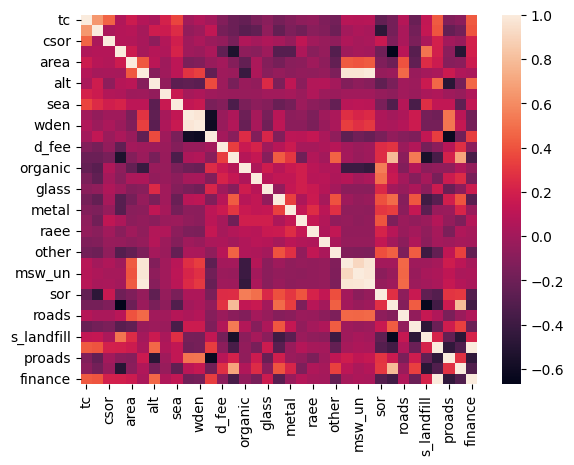 tc
csor
area
alt
sea
wden
d_fee
organic
glass
metal
raee
other
msw_un
sor
roads
s_landfill
proads
finance
tc
csor
area
alt
sea
wden
d_fee
organic
glass
metal
raee
other
msw_un
sor
roads
s_landfill
proads
finance
1.0
0.8
0.6
0.4
0.2
0.0
−0.2
−0.4
−0.6